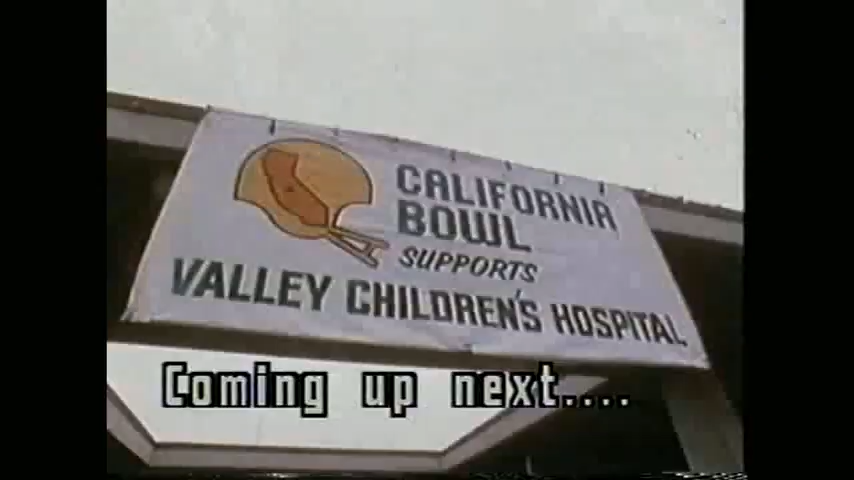 CALIFORNIA
BOWL
SUPPORTS
VALLEY CHILDREN'S HOSPITAL
Coming up next....